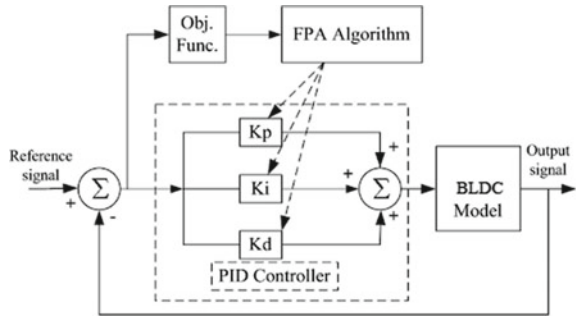 Obj.
Func.
FPA Algorithm
Kp
Reference
signal
Σ
+
-
Ki
Kd
+
+
+
Σ
BLDC
Model
Output
signal
PID Controller